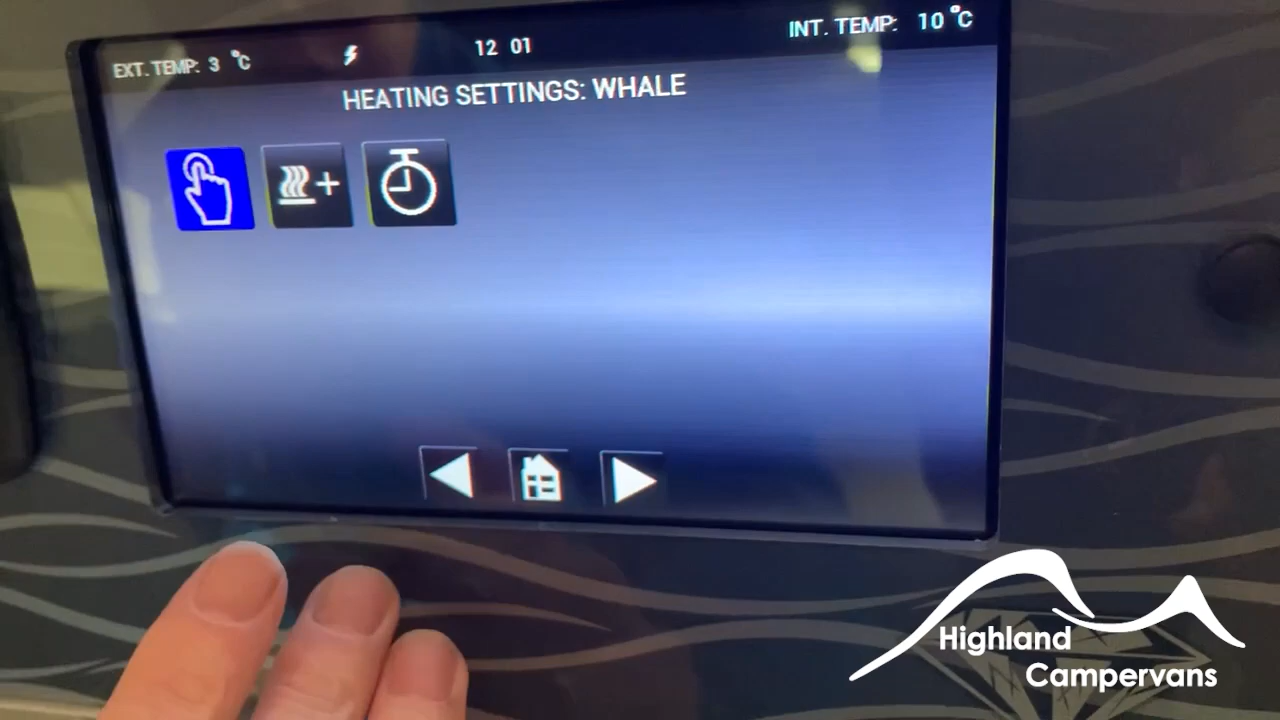 EXT. TEMP: 3 °C
12 01
INT. TEMP: 10 °C
HEATING SETTINGS: WHALE
Highland
Campervans